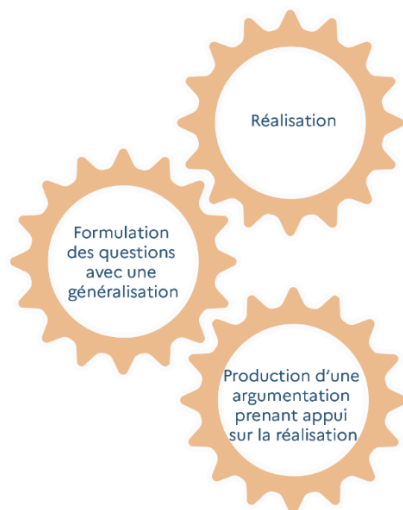 Réalisation
Formulation
des questions
avec une
généralisation
Production d’une
argumentation
prenant appui
sur la réalisation